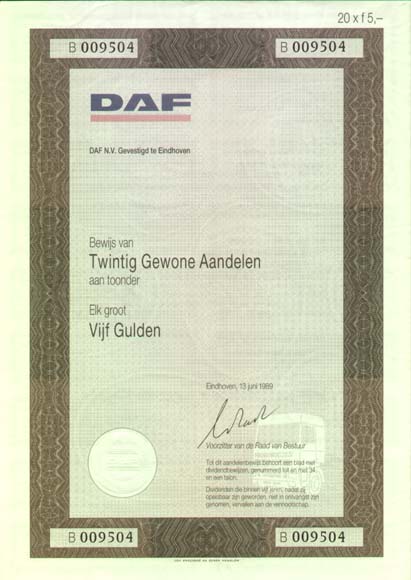 20 x f 5,–
B 009504
B 009504
DAF
DAF N.V. Gevestigd te Eindhoven
Bewijs van
Twintig Gewone Aandelen
aan toonder
Elk groot
Vijf Gulden
Eindhoven, 13 juni 1989
Voorzitter van de Raad van Bestuur
Tot dit aandelenbewijs behoort een blad met
dividendbewijzen, genummerd tot en met 34
en een talon.
Dividenden die binnen vijf jaren, nadat zij
opeisbaar zijn geworden, niet in ontvangst zijn
genomen, vervallen aan de vennootschap.
B 009504
B 009504